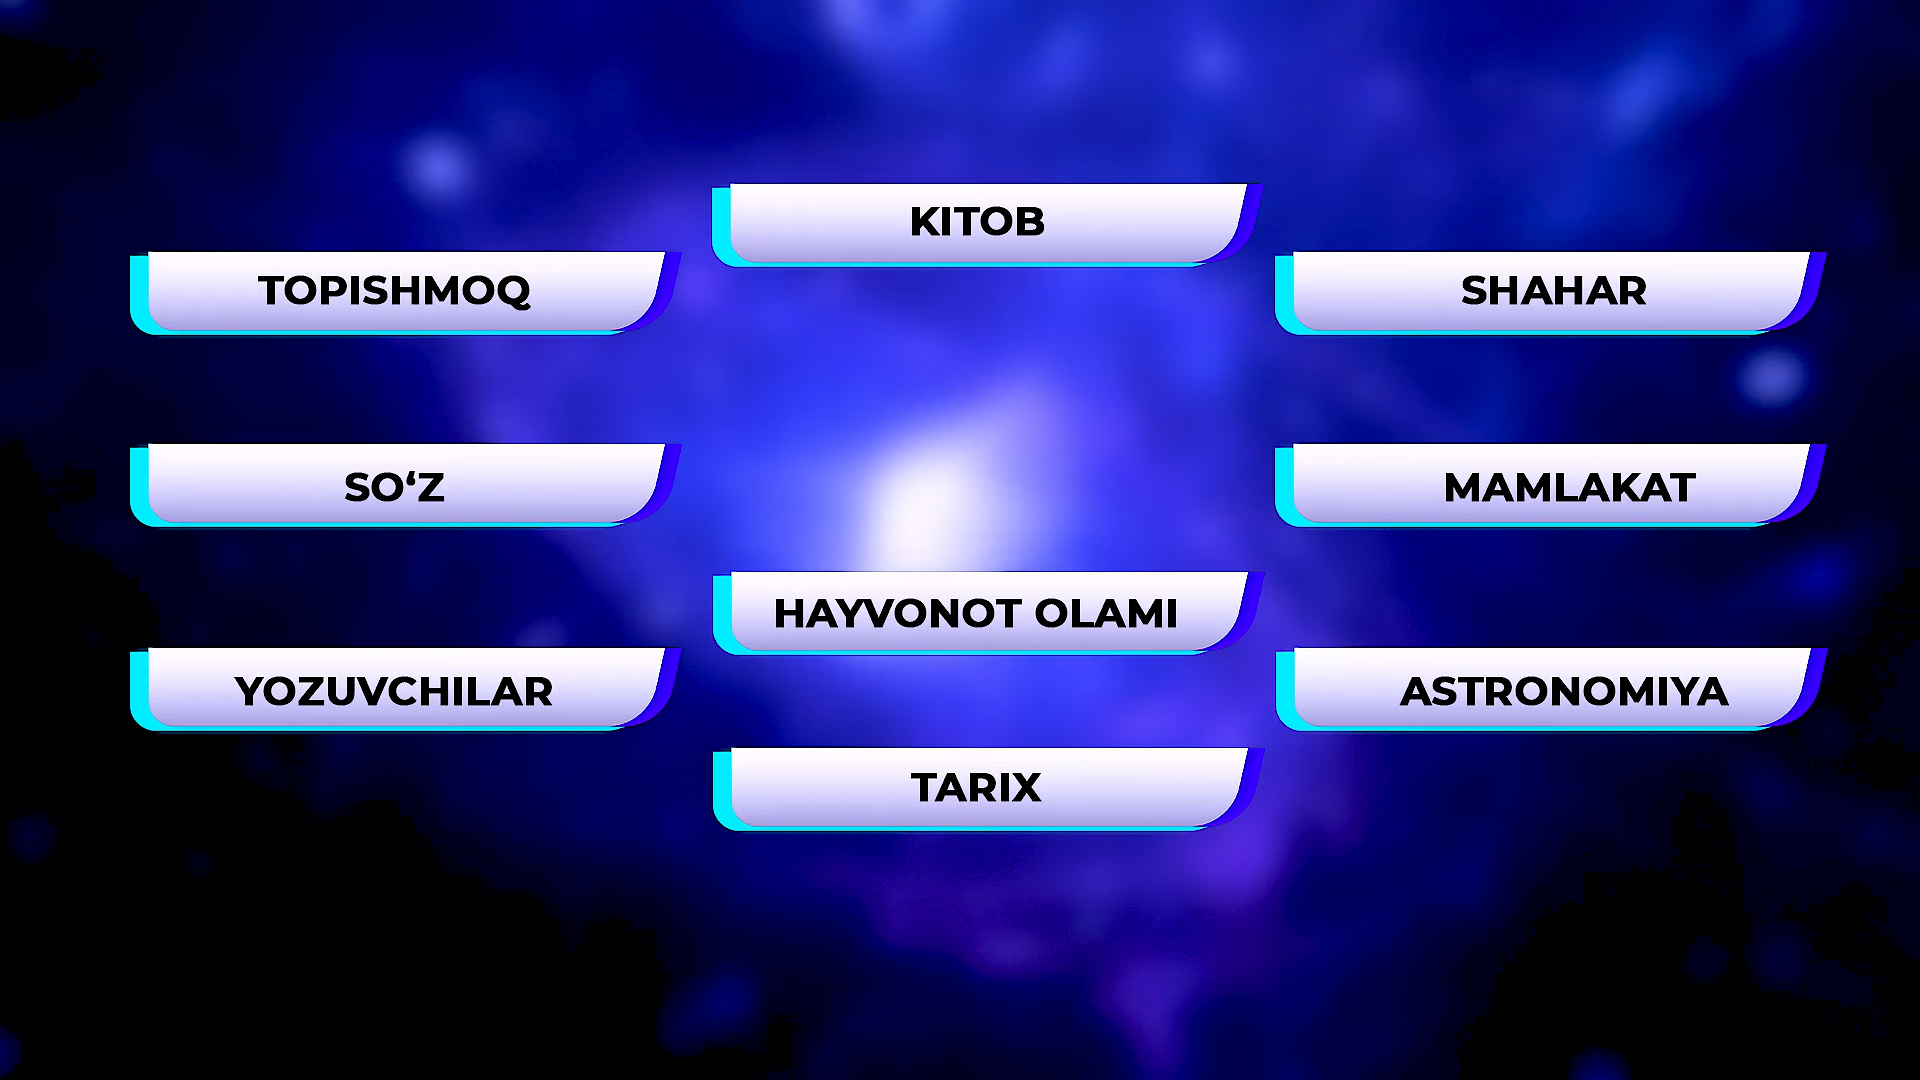 KITOB
TOPISHMOQ
SHAHAR
SO‘Z
MAMLAKAT
HAYVONOT OLAMI
YOZUVCHILAR
ASTRONOMIYA
TARIX